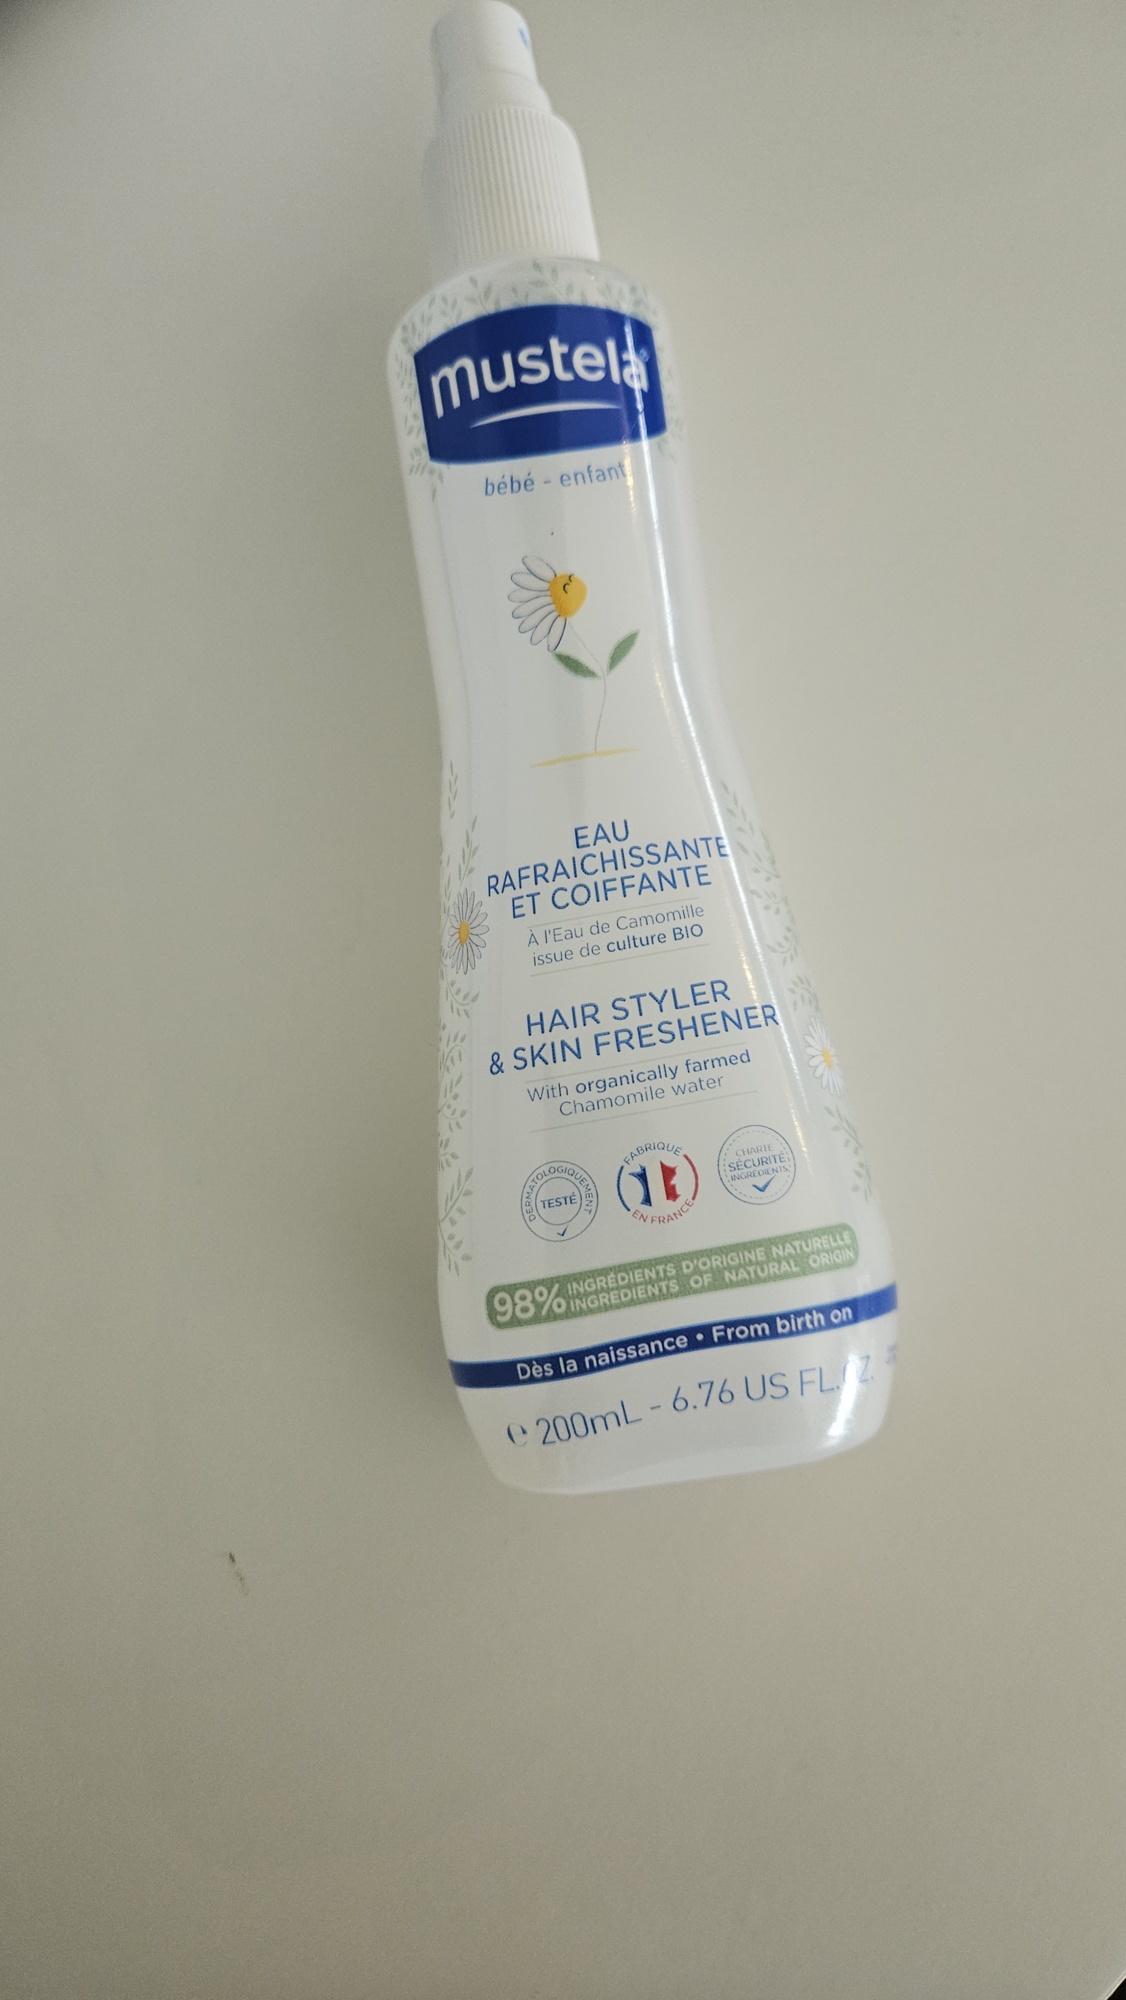 mustela
bébé - enfant
EAU
RAFRAICHISSANTE
ET COIFFANTE
À l'Eau de Camomille
issue de culture BIO
HAIR STYLER
& SKIN FRESHENER
With organically farmed
Chamomile water
DERMATOLOGIQUEMENT
TESTÉ
FABRIQUÉ
EN FRANCE
CHARTE
SÉCURITÉ
INGRÉDIENTS
98% INGRÉDIENTS D'ORIGINE NATURELLE
INGREDIENTS OF NATURAL ORIGIN
Dès la naissance • From birth on
e 200mL - 6.76 US FL.OZ.